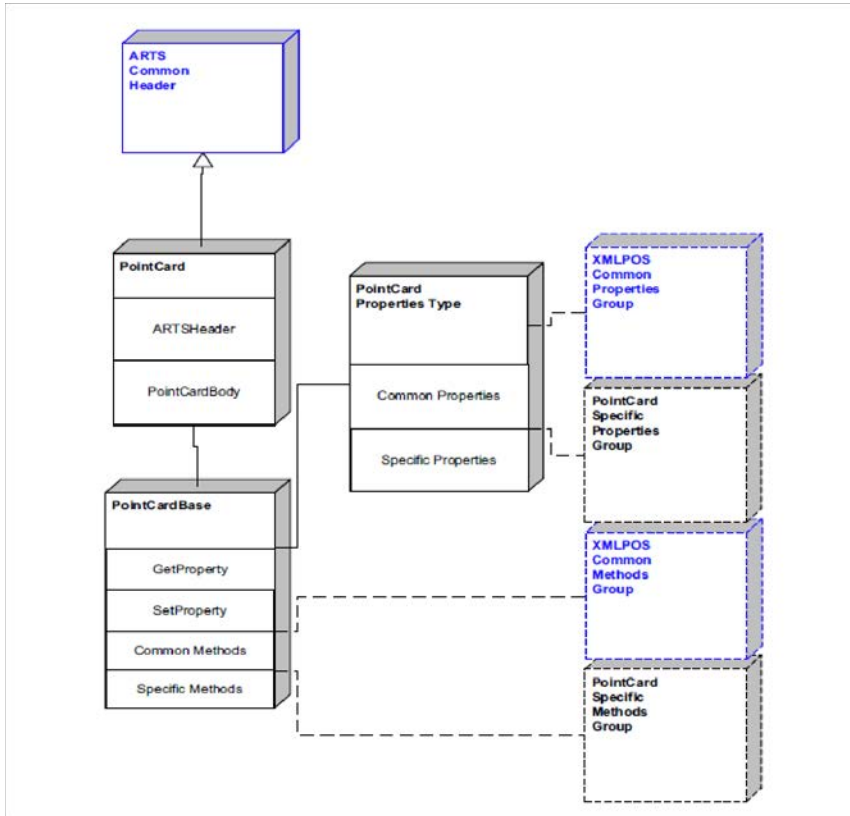 ARTS
Common
Header
PointCard
ARTSHeader
PointCardBody
PointCard
Properties Type
Common Properties
Specific Properties
XMLPOS
Common
Properties
Group
PointCard
Specific
Properties
Group
PointCardBase
GetProperty
SetProperty
Common Methods
Specific Methods
XMLPOS
Common
Methods
Group
PointCard
Specific
Methods
Group